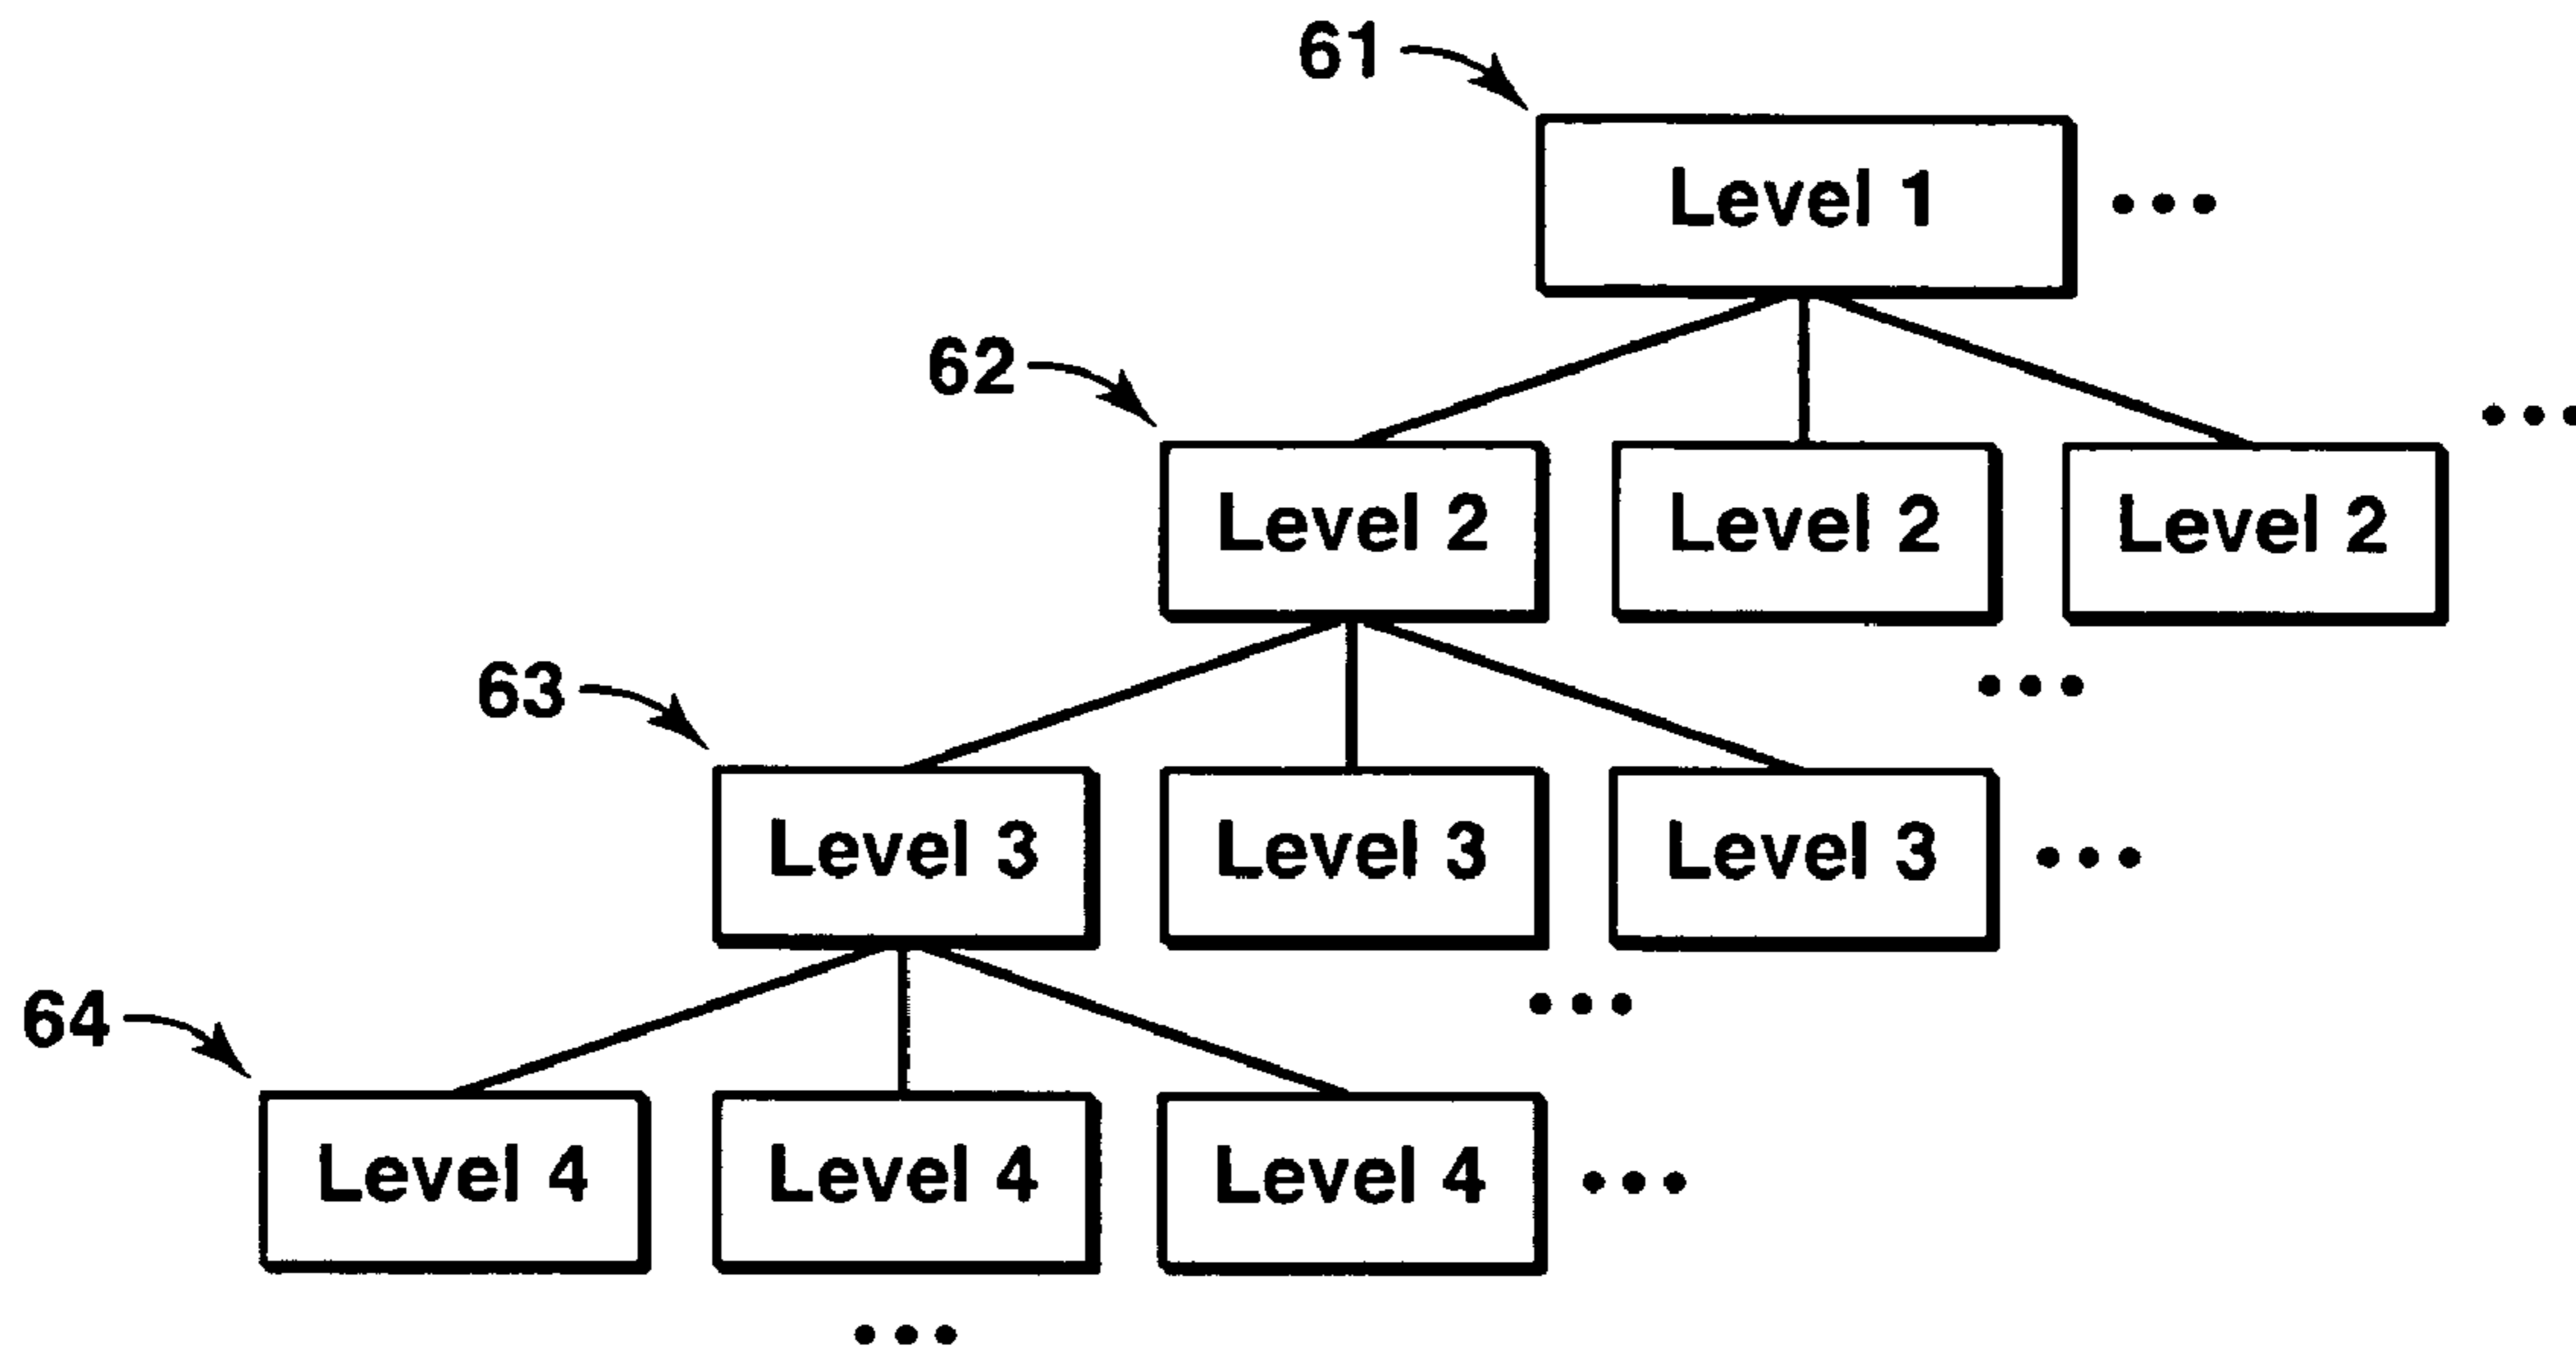 61
Level 1 •••
62
•••
Level 2 Level 2 Level 2
•••
63
Level 3 Level 3 Level 3 •••
•••
64
Level 4 Level 4 Level 4 •••
•••